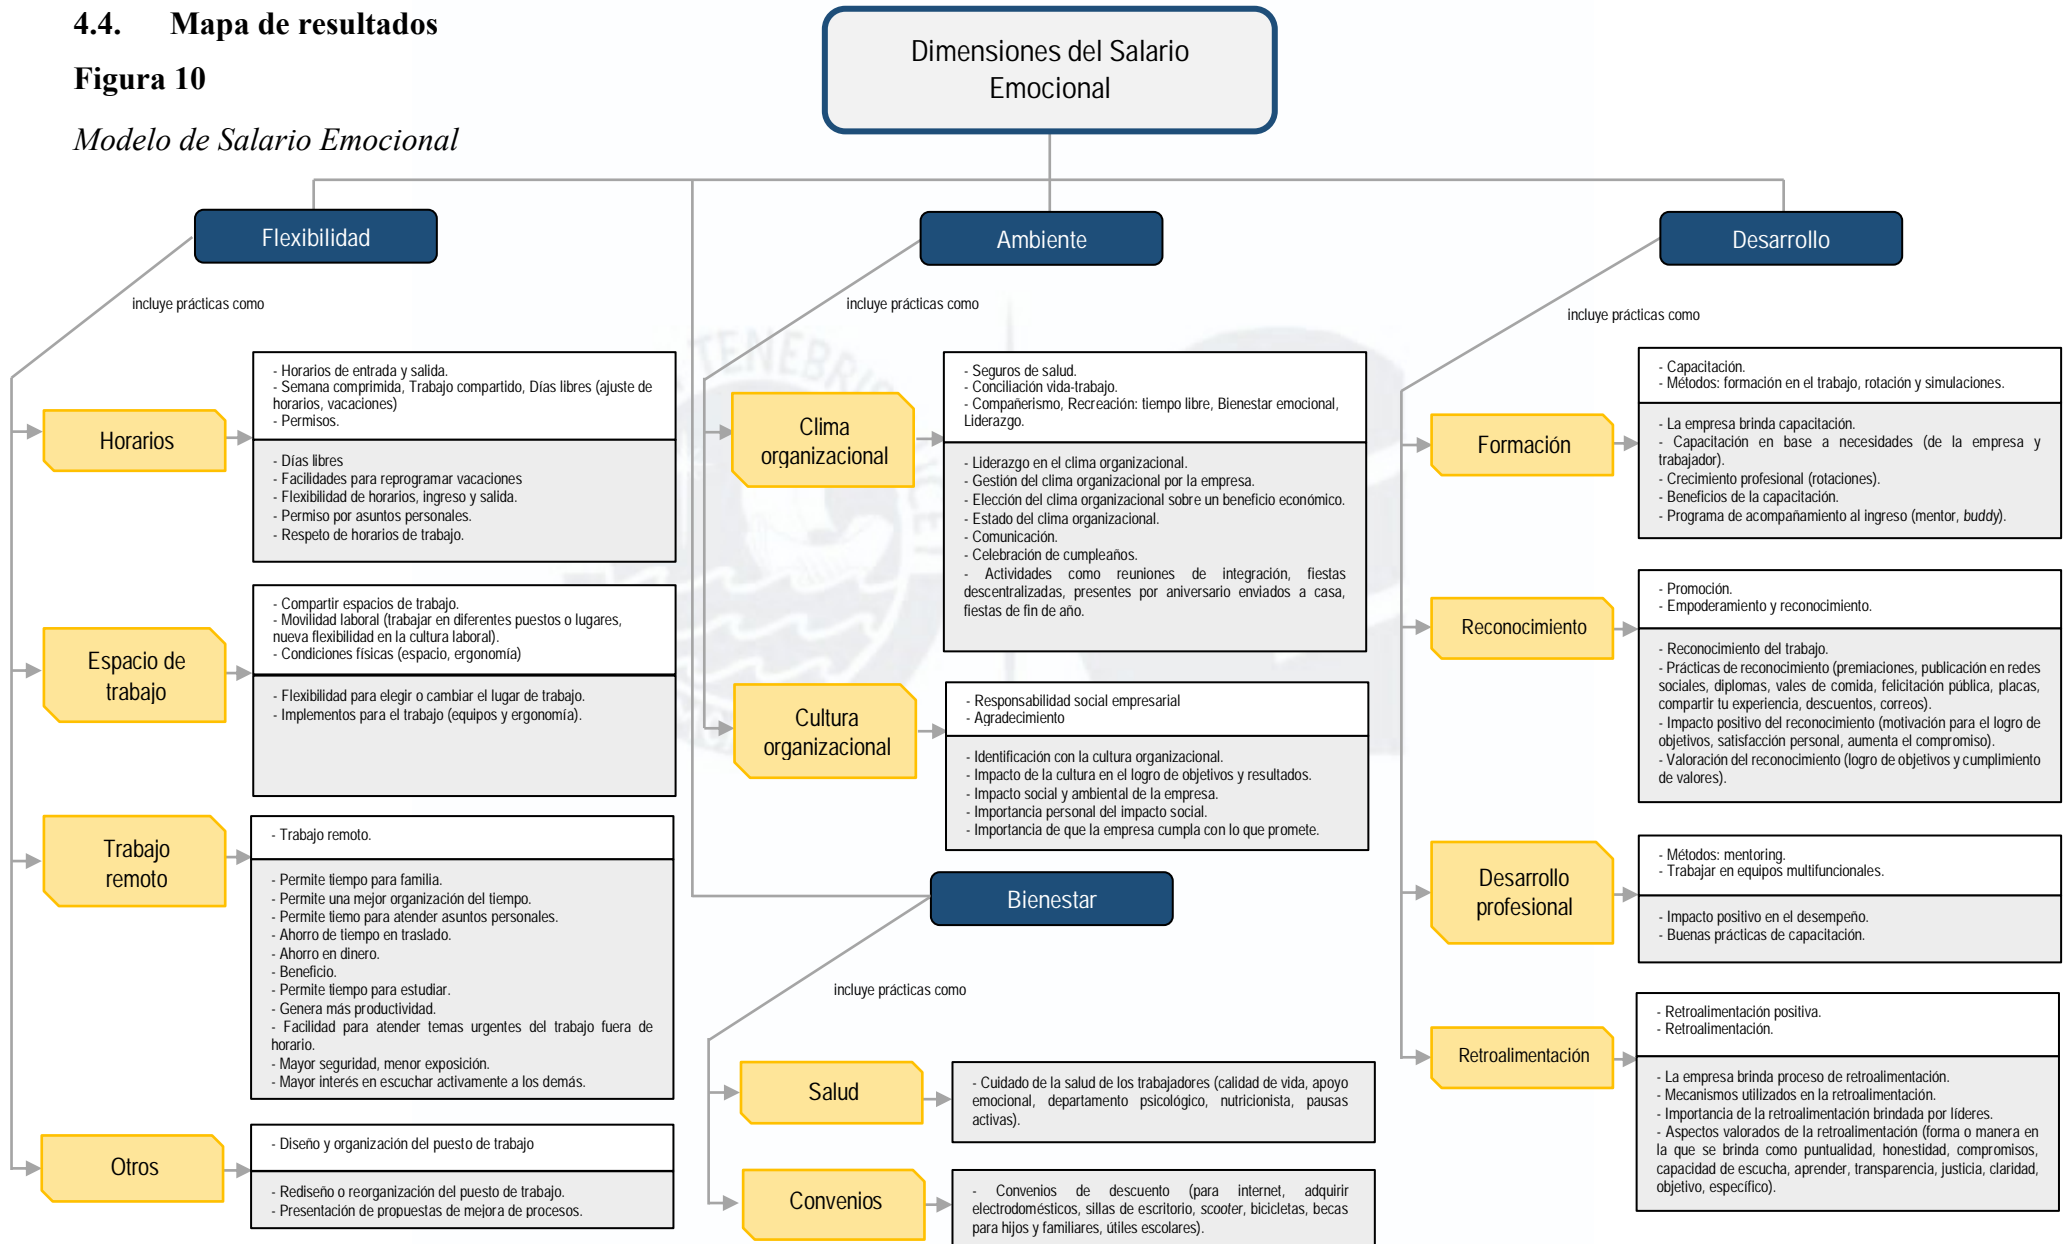 4.4. Mapa de resultados
Figura 10
Modelo de Salario Emocional
Dimensiones del Salario
Emocional
Flexibilidad
incluye prácticas como
Horarios
- Horarios de entrada y salida.
- Semana comprimida, Trabajo compartido, Días libres (ajuste de
horarios, vacaciones)
- Permisos.
- Días libres
- Facilidades para reprogramar vacaciones
- Flexibilidad de horarios, ingreso y salida.
- Permiso por asuntos personales.
- Respeto de horarios de trabajo.
Espacio de
trabajo
- Compartir espacios de trabajo.
- Movilidad laboral (trabajar en diferentes puestos o lugares,
nueva flexibilidad en la cultura laboral).
- Condiciones físicas (espacio, ergonomía)
- Flexibilidad para elegir o cambiar el lugar de trabajo.
- Implementos para el trabajo (equipos y ergonomía).
Trabajo
remoto
- Trabajo remoto.
- Permite tiempo para familia.
- Permite una mejor organización del tiempo.
- Permite tiemo para atender asuntos personales.
- Ahorro de tiempo en traslado.
- Ahorro en dinero.
- Beneficio.
- Permite tiempo para estudiar.
- Genera más productividad.
- Facilidad para atender temas urgentes del trabajo fuera de
horario.
- Mayor seguridad, menor exposición.
- Mayor interés en escuchar activamente a los demás.
Otros
- Diseño y organización del puesto de trabajo
- Rediseño o reorganización del puesto de trabajo.
- Presentación de propuestas de mejora de procesos.
Ambiente
incluye prácticas como
Clima
organizacional
- Seguros de salud.
- Conciliación vida-trabajo.
- Compañerismo, Recreación: tiempo libre, Bienestar emocional,
Liderazgo.
- Liderazgo en el clima organizacional.
- Gestión del clima organizacional por la empresa.
- Elección del clima organizacional sobre un beneficio económico.
- Estado del clima organizacional.
- Comunicación.
- Celebración de cumpleaños.
- Actividades como reuniones de integración, fiestas
descentralizadas, presentes por aniversario enviados a casa,
fiestas de fin de año.
Cultura
organizacional
- Responsabilidad social empresarial
- Agradecimiento
- Identificación con la cultura organizacional.
- Impacto de la cultura en el logro de objetivos y resultados.
- Impacto social y ambiental de la empresa.
- Importancia personal del impacto social.
- Importancia de que la empresa cumpla con lo que promete.
Bienestar
incluye prácticas como
Salud
- Cuidado de la salud de los trabajadores (calidad de vida, apoyo
emocional, departamento psicológico, nutricionista, pausas
activas).
Convenios
- Convenios de descuento (para internet, adquirir
electrodomésticos, sillas de escritorio, scooter, bicicletas, becas
para hijos y familiares, útiles escolares).
Desarrollo
incluye prácticas como
Formación
- Capacitación.
- Métodos: formación en el trabajo, rotación y simulaciones.
- La empresa brinda capacitación.
- Capacitación en base a necesidades (de la empresa y
trabajador).
- Crecimiento profesional (rotaciones).
- Beneficios de la capacitación.
- Programa de acompañamiento al ingreso (mentor, buddy).
Reconocimiento
- Promoción.
- Empoderamiento y reconocimiento.
- Reconocimiento del trabajo.
- Prácticas de reconocimiento (premiaciones, publicación en redes
sociales, diplomas, vales de comida, felicitación pública, placas,
compartir tu experiencia, descuentos, correos).
- Impacto positivo del reconocimiento (motivación para el logro de
objetivos, satisfacción personal, aumenta el compromiso).
- Valoración del reconocimiento (logro de objetivos y cumplimiento
de valores).
Desarrollo
profesional
- Métodos: mentoring.
- Trabajar en equipos multifuncionales.
- Impacto positivo en el desempeño.
- Buenas prácticas de capacitación.
Retroalimentación
- Retroalimentación positiva.
- Retroalimentación.
- La empresa brinda proceso de retroalimentación.
- Mecanismos utilizados en la retroalimentación.
- Importancia de la retroalimentación brindada por líderes.
- Aspectos valorados de la retroalimentación (forma o manera en
la que se brinda como puntualidad, honestidad, compromisos,
capacidad de escucha, aprender, transparencia, justicia, claridad,
objetivo, específico).